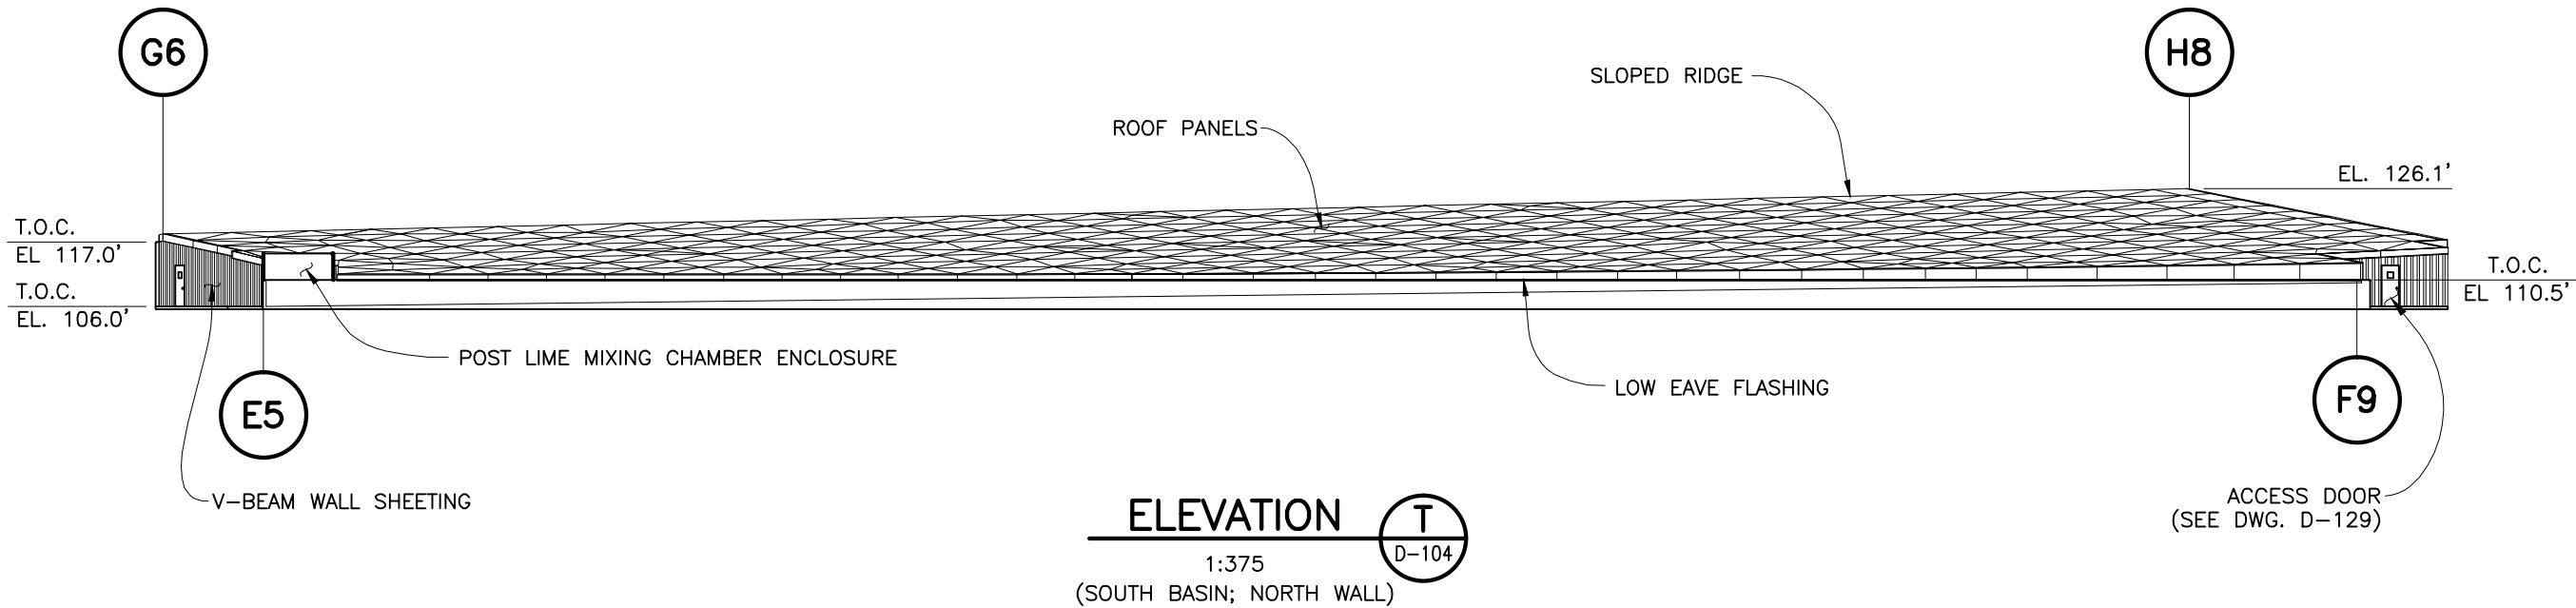 G6
H8
SLOPED RIDGE
ROOF PANELS
EL. 126.1'
T.O.C.
EL 117.0'
T.O.C.
EL. 106.0'
T.O.C.
EL 110.5'
POST LIME MIXING CHAMBER ENCLOSURE
LOW EAVE FLASHING
E5
F9
V-BEAM WALL SHEETING
ACCESS DOOR
(SEE DWG. D-129)
ELEVATION
T
D-104
1:375
(SOUTH BASIN; NORTH WALL)